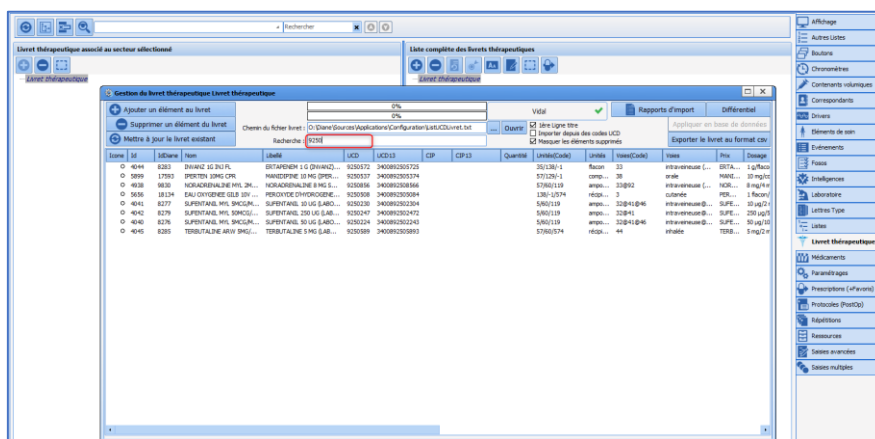 Rechercher
Livret thérapeutique associé au secteur sélectionné
Livret thérapeutique
Liste complète des livrets thérapeutiques
Livret thérapeutique
Gestion du livret thérapeutique Livret thérapeutique
Ajouter un élément au livret
Supprimer un élément du livret
Mettre à jour le livret existant
0%
0%
Chemin du fichier livret : D:\Diane\Sources\Applications\Configuration\ListUCDLivret.txt ... Ouvrir
Recherche : 9250
Vidal
1ère Ligne titre
Importer depuis des codes UCD
Masquer les éléments supprimés
Rapports d'import Différentiel
Appliquer en base de données
Exporter le livret au format csv
Icone Id IdDiane Nom Libellé UCD UCD13 CIP CIP13 Quantité Unités(Code) Unités Voies(Code) Voies Prix Dosage
4044 8283 INVANZ 1G INJ FL ERTAPENEM 1 G (INVANZ)... 9250572 3400892505725 35/138/-1 flacon 33 intraveineuse (... ERTA... 1 g/flaco
5899 17593 IPERTEN 10MG CPR MANIDIPINE 10 MG (IPER... 9250537 3400892505374 57/129/-1 comp... 38 orale MANI... 10 mg/co
4938 9830 NORADRENALINE MYL 2M... NORADRENALINE 8 MG S... 9250856 3400892508566 57/60/119 ampo... 33@92 intraveineuse (... NOR... 8 mg/4 m
5656 18134 EAU OXYGENEE GILB 10V ... PEROXYDE D'HYDROGENE... 9250508 3400892505084 138/-1/574 récipi... 3 cutanée PER... 1 flacon/
4041 8277 SUFENTANIL MYL 5MCG/M... SUFENTANIL 10 UG (LABO... 9250230 3400892502304 5/60/119 ampo... 32@41@46 intraveineuse@... SUFE... 10 µg/2 m
4042 8279 SUFENTANIL MYL 50MCG/... SUFENTANIL 250 UG (LAB... 9250247 3400892502472 5/60/119 ampo... 32@41 intraveineuse@... SUFE... 250 µg/5
4040 8276 SUFENTANIL MYL 5MCG/M... SUFENTANIL 50 UG (LABO... 9250224 3400892502243 5/60/119 ampo... 32@41@46 intraveineuse@... SUFE... 50 µg/10
4045 8285 TERBUTALINE ARW 5MG/... TERBUTALINE 5 MG (LAB... 9250589 3400892505893 57/60/574 récipi... 44 inhalée TERB... 5 mg/2 m
Affichage
Autres Listes
Boutons
Chronomètres
Contenants volumiques
Correspondants
Drivers
Eléments de soin
Evénements
Fosos
Intelligences
Laboratoire
Lettres Type
Listes
Livret thérapeutique
Médicaments
Paramétrages
Prescriptions (+Favoris)
Protocoles (PostOp)
Répétitions
Ressources
Saisies avancées
Saisies multiples